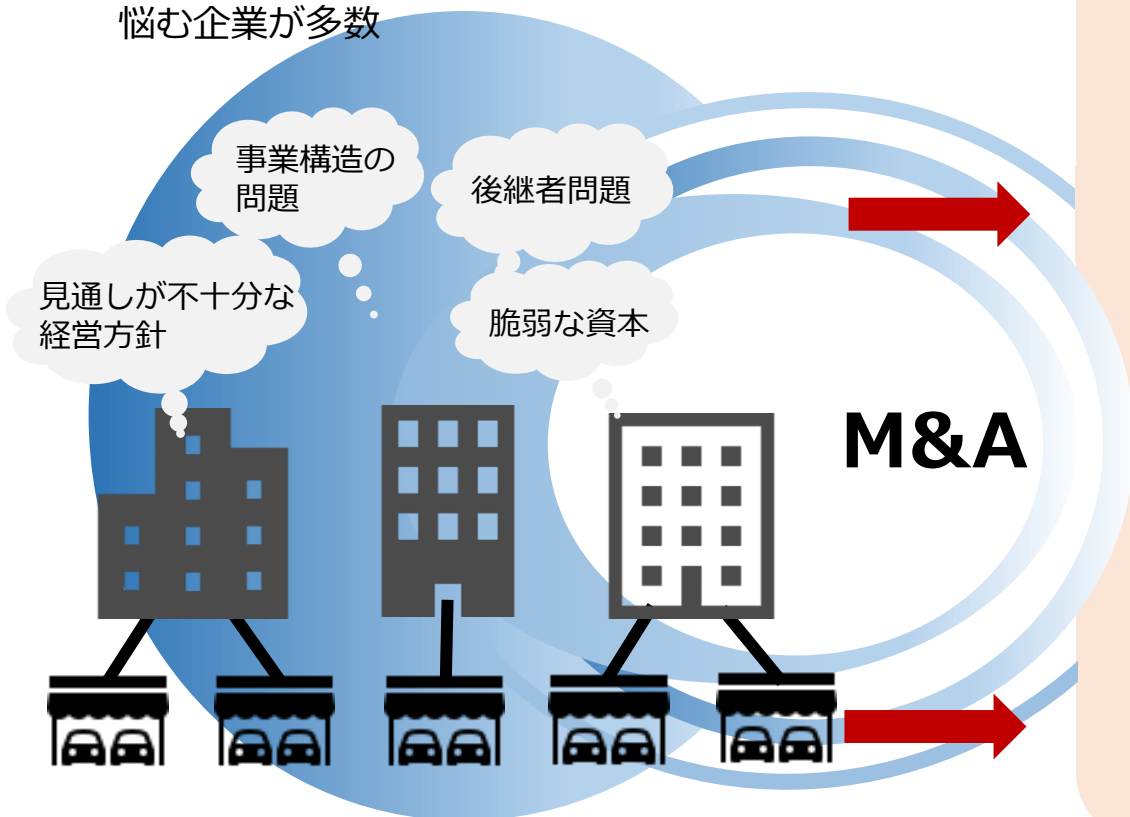 悩む企業が多数
事業構造の
問題
後継者問題
見通しが不十分な
経営方針
脆弱な資本
M&A